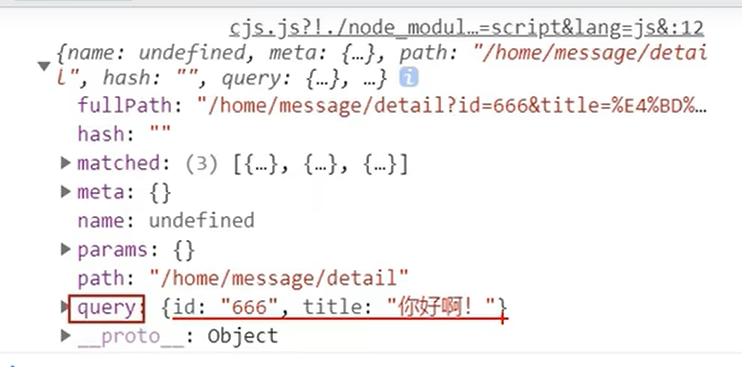 cjs.js?!./node_modul…=script&lang=js&:12
{name: undefined, meta: {…}, path: "/home/message/detai
l", hash: "", query: {…}, …}
fullPath: "/home/message/detail?id=666&title=%E4%BD%…
hash: ""
matched: (3) [{…}, {…}, {…}]
meta: {}
name: undefined
params: {}
path: "/home/message/detail"
query: {id: "666", title: "你好啊！"}
__proto__: Object